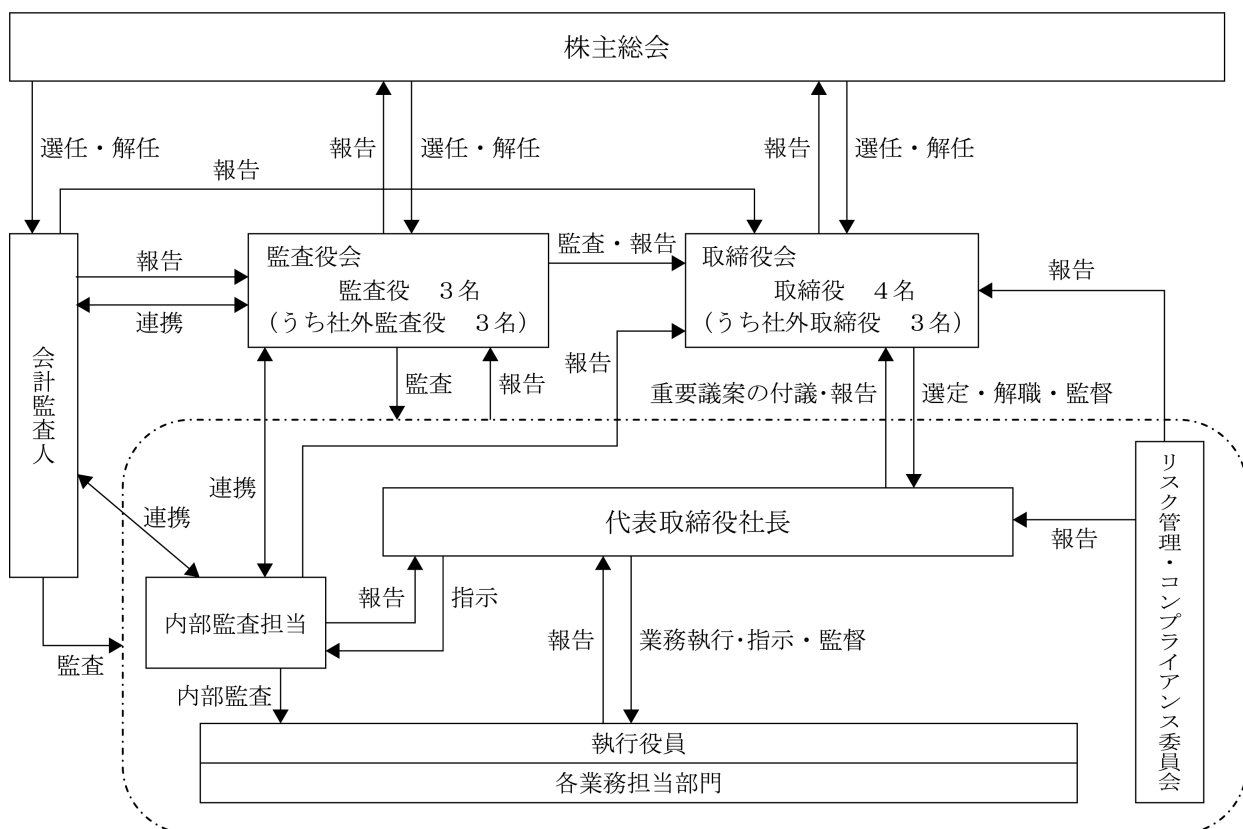 株主総会
選任・解任
報告
選任・解任
報告
選任・解任
報告
監査役会
監査役　3名
（うち社外監査役　3名）
監査・報告
取締役会
取締役　4名
（うち社外取締役　3名）
報告
報告
連携
会計監査人
監査
報告
報告
重要議案の付議・報告
選定・解職・監督
連携
連携
代表取締役社長
報告
リスク管理・コンプライアンス委員会
内部監査担当
報告
指示
報告
業務執行・指示・監督
監査
内部監査
執行役員
各業務担当部門